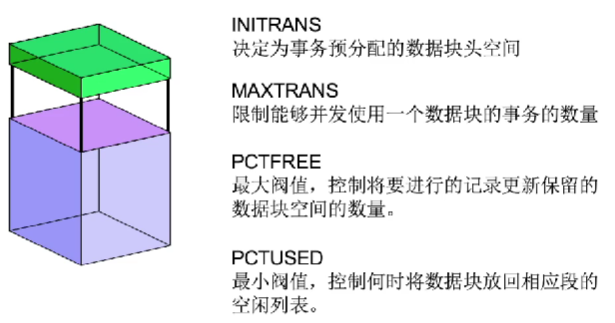 INITRANS
决定为事务预分配的数据块头空间
MAXTRANS
限制能够并发使用一个数据块的事务的数量
PCTFREE
最大阀值，控制将要进行的记录更新保留的
数据块空间的数量。
PCTUSED
最小阀值，控制何时将数据块放回相应段的
空闲列表。